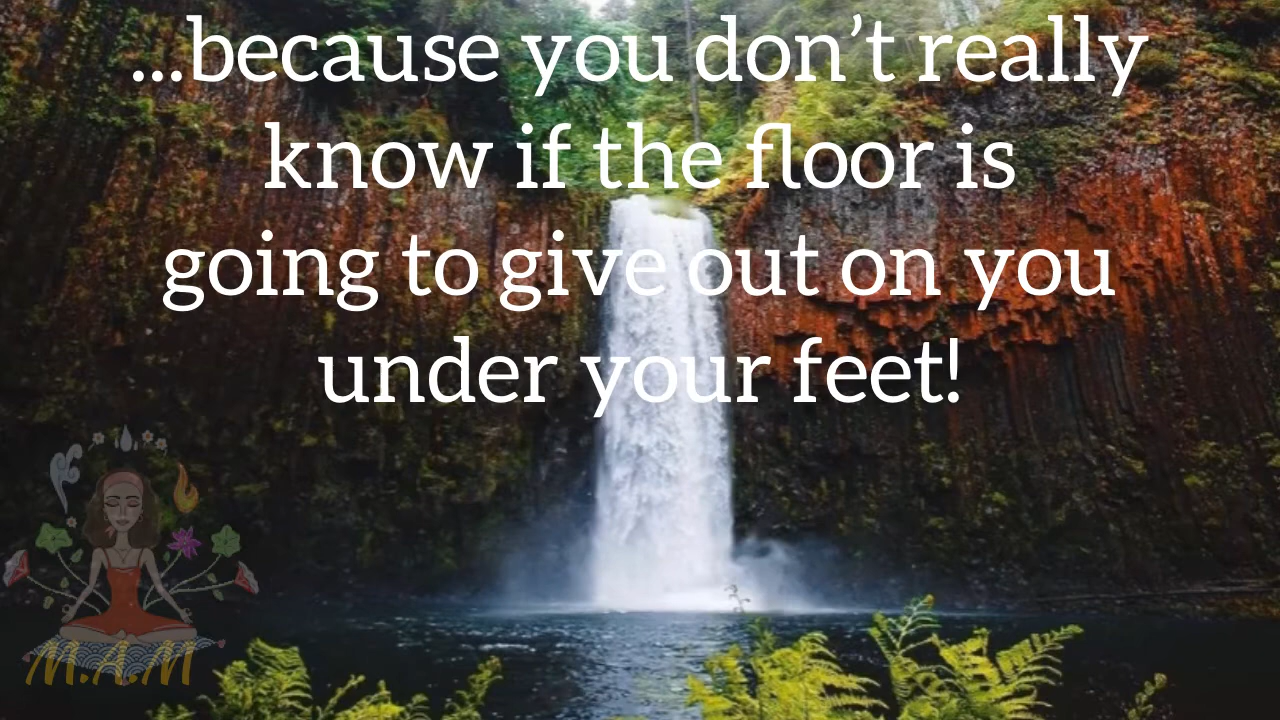 ...because you don’t really
know if the floor is
going to give out on you
under your feet!
M.A.M